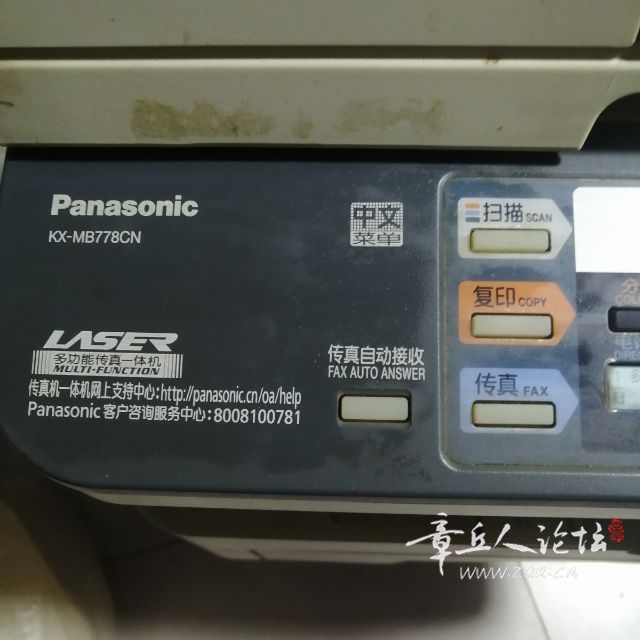 Panasonic
KX-MB778CN
中文
菜单
LASER
多功能传真一体机
MULTI-FUNCTION
传真机一体机网上支持中心:http://panasonic.cn/oa/help
Panasonic 客户咨询服务中心:8008100781
传真自动接收
FAX AUTO ANSWER
扫描 SCAN
复印 COPY
传真 FAX
章丘人论坛